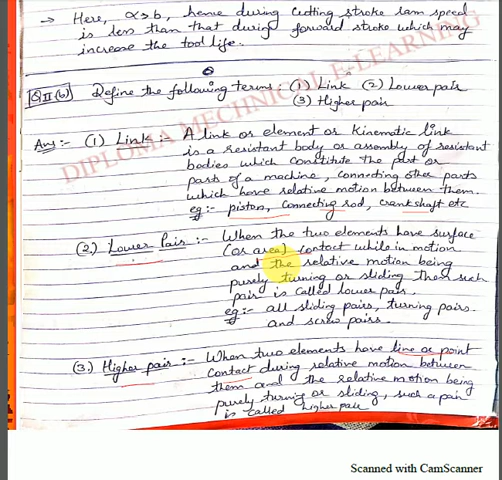 → Here, α>b, hence during cutting stroke ram speed
is less than that during forward stroke which may
increase the tool life.
Q.II(b) Define the following terms: (1) Link (2) Lower pair
(3) Higher pair
Ans:- (1) Link :- A link or element or Kinematic link
is a resistant body or assembly of resistant
bodies which constitute the part or
parts of a machine, connecting other parts
which have relative motion between them.
eg:- piston, connecting rod, crankshaft etc
(2) Lower Pair :- When the two elements have surface
(or area) contact while in motion
and the relative motion being
purely turning or sliding then such
pair is called lower pair.
eg:- all sliding pairs, turning pairs
and screw pairs.
(3) Higher pair :- When two elements have line or point
contact during relative motion between
them and the relative motion being
purely turning or sliding, such a pair
is called higher pair
DIPLOMA MECHNICAL E-LEARNING
Scanned with CamScanner